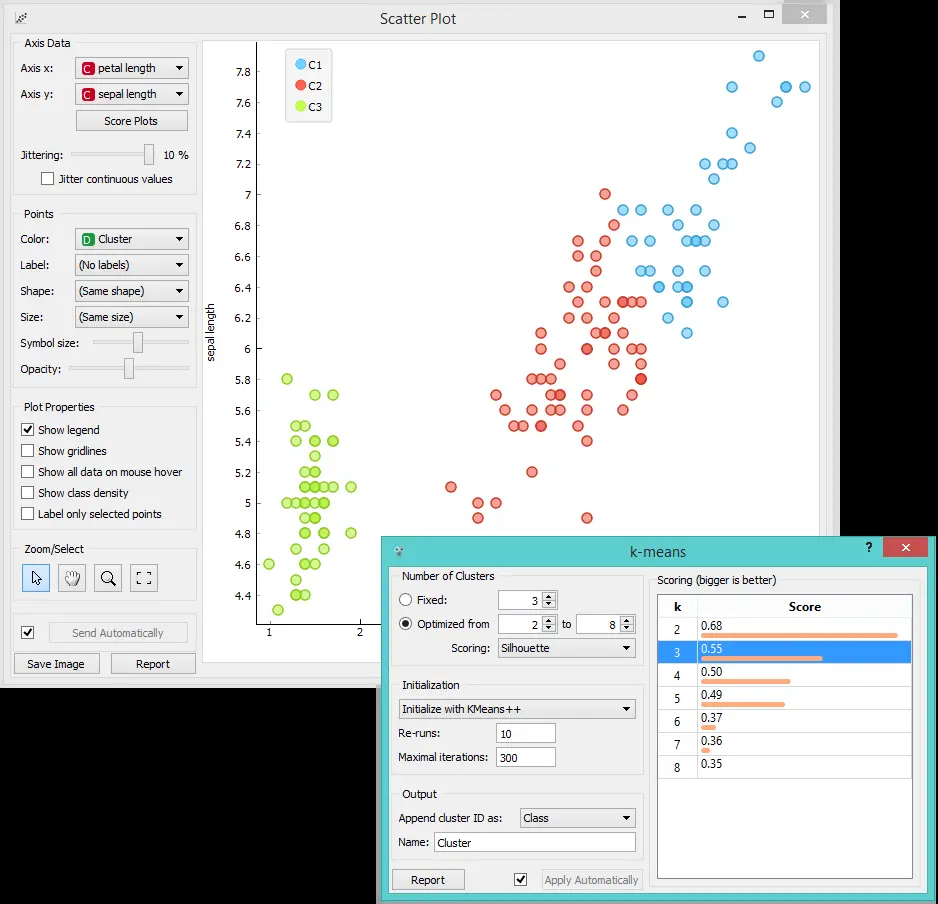 Scatter Plot
Axis Data
Axis x: C petal length
Axis y: C sepal length
Score Plots
Jittering: 10 %
Jitter continuous values
Points
Color: D Cluster
Label: (No labels)
Shape: (Same shape)
Size: (Same size)
Symbol size:
Opacity:
Plot Properties
Show legend
Show gridlines
Show all data on mouse hover
Show class density
Label only selected points
Zoom/Select
Send Automatically
Save Image Report
C1
C2
C3
7.8
7.6
7.4
7.2
7
6.8
6.6
6.4
6.2
6
5.8
5.6
5.4
5.2
5
4.8
4.6
4.4
sepal length
1 2
k-means
?
Number of Clusters
Fixed: 3
Optimized from 2 to 8
Scoring: Silhouette
Initialization
Initialize with KMeans++
Re-runs: 10
Maximal iterations: 300
Output
Append cluster ID as: Class
Name: Cluster
Report Apply Automatically
Scoring (bigger is better)
k Score
2 0.68
3 0.55
4 0.50
5 0.49
6 0.37
7 0.36
8 0.35